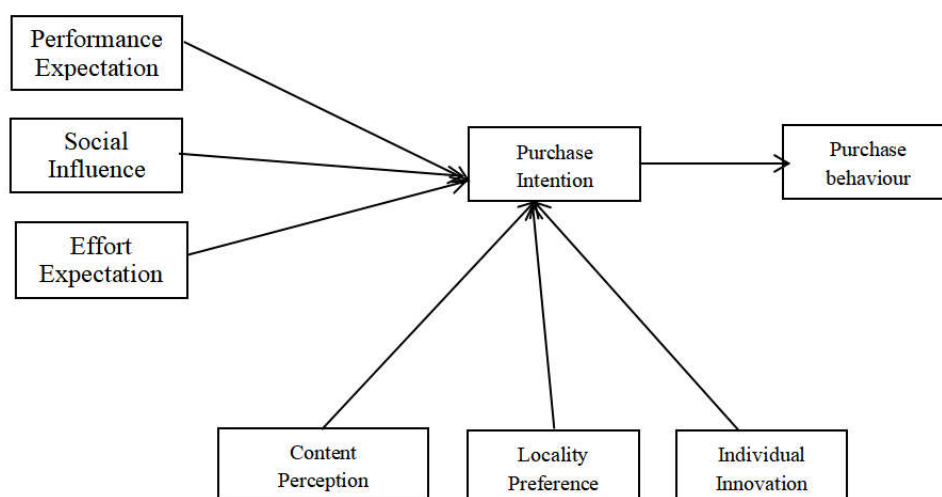 Performance
Expectation
Social
Influence
Effort
Expectation
Purchase
Intention
Purchase
behaviour
Content
Perception
Locality
Preference
Individual
Innovation